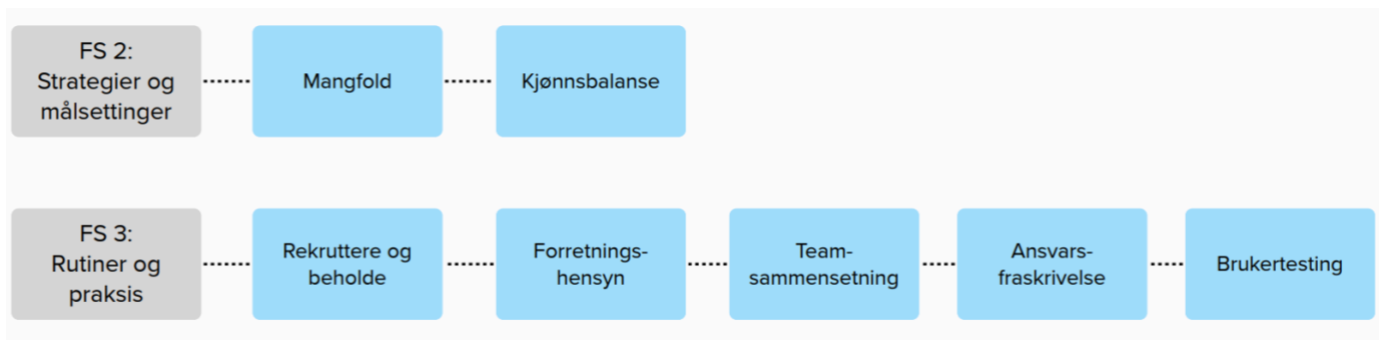 FS 2:
Strategier og
målsettinger
Mangfold
Kjønnsbalanse
FS 3:
Rutiner og
praksis
Rekruttere og
beholde
Forretnings-
hensyn
Team-
sammensetning
Ansvars-
fraskrivelse
Brukertesting